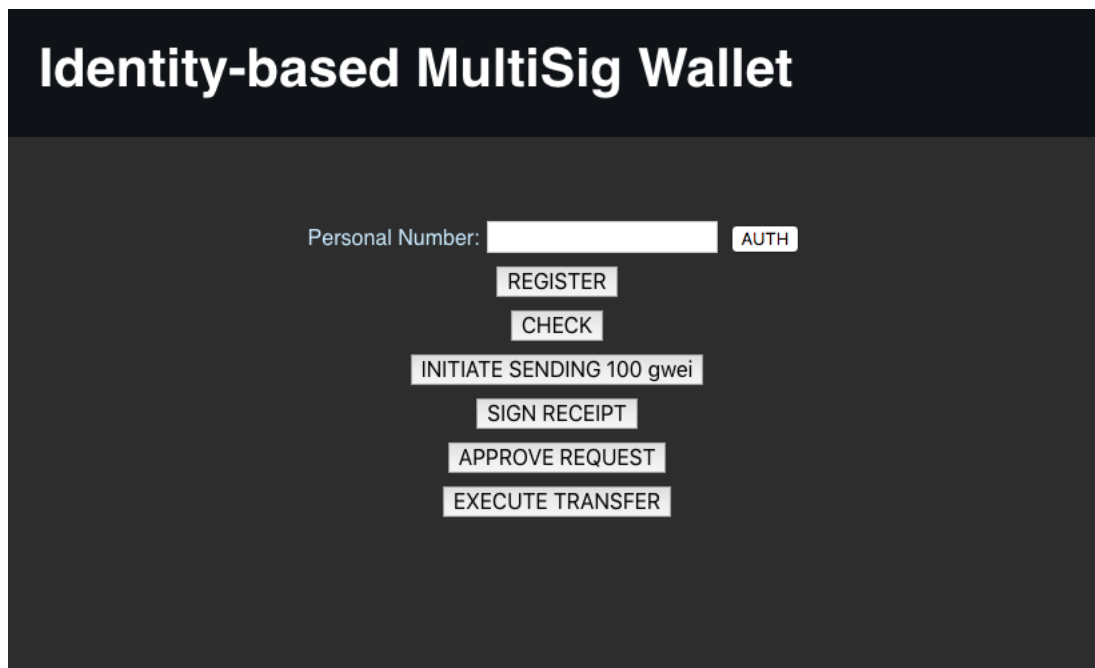 Identity-based MultiSig Wallet
Personal Number: AUTH
REGISTER
CHECK
INITIATE SENDING 100 gwei
SIGN RECEIPT
APPROVE REQUEST
EXECUTE TRANSFER